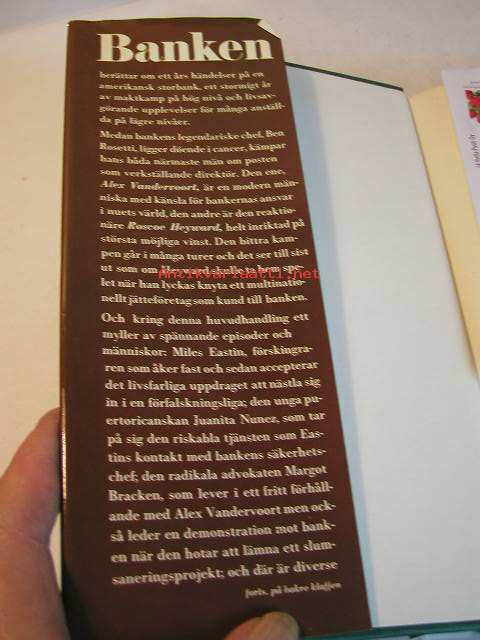 Banken
berättar om ett års händelser på en
amerikansk storbank, ett stormigt år
av maktkamp på hög nivå och livsav-
görande upplevelser för många anställ-
da på lägre nivåer.
Medan bankens legendariske chef, Ben
Rosetti, ligger döende i cancer, kämpar
hans båda närmaste män om posten
som verkställande direktör. Den ene,
Alex Vandervoort, är en modern män-
niska med känsla för bankernas ansvar
i nuets värld, den andre är den reaktio-
näre Roscoe Heyward, helt inriktad på
största möjliga vinst. Den bittra kam-
pen går i många turer och det ser till sist
ut som om Heyward skulle ta hem spe-
let när han lyckas knyta ett multinatio-
nellt jätteföretag som kund till banken.
Och kring denna huvudhandling ett
myller av spännande episoder och
människor: Miles Eastin, förskingra-
ren som åker fast och sedan accepterar
det livsfarliga uppdraget att nästla sig
in i en förfalskningsliga; den unga pu-
ertoricanskan Juanita Nunez, som tar
på sig den riskabla tjänsten som Eas-
tins kontakt med bankens säkerhets-
chef; den radikala advokaten Margot
Bracken, som lever i ett fritt förhåll-
ande med Alex Vandervoort men ock-
så leder en demonstration mot bank-
en när den hotar att lämna ett slum-
saneringsprojekt; och där är diverse
forts. på bakre klaffen
Antikvariaatti.net